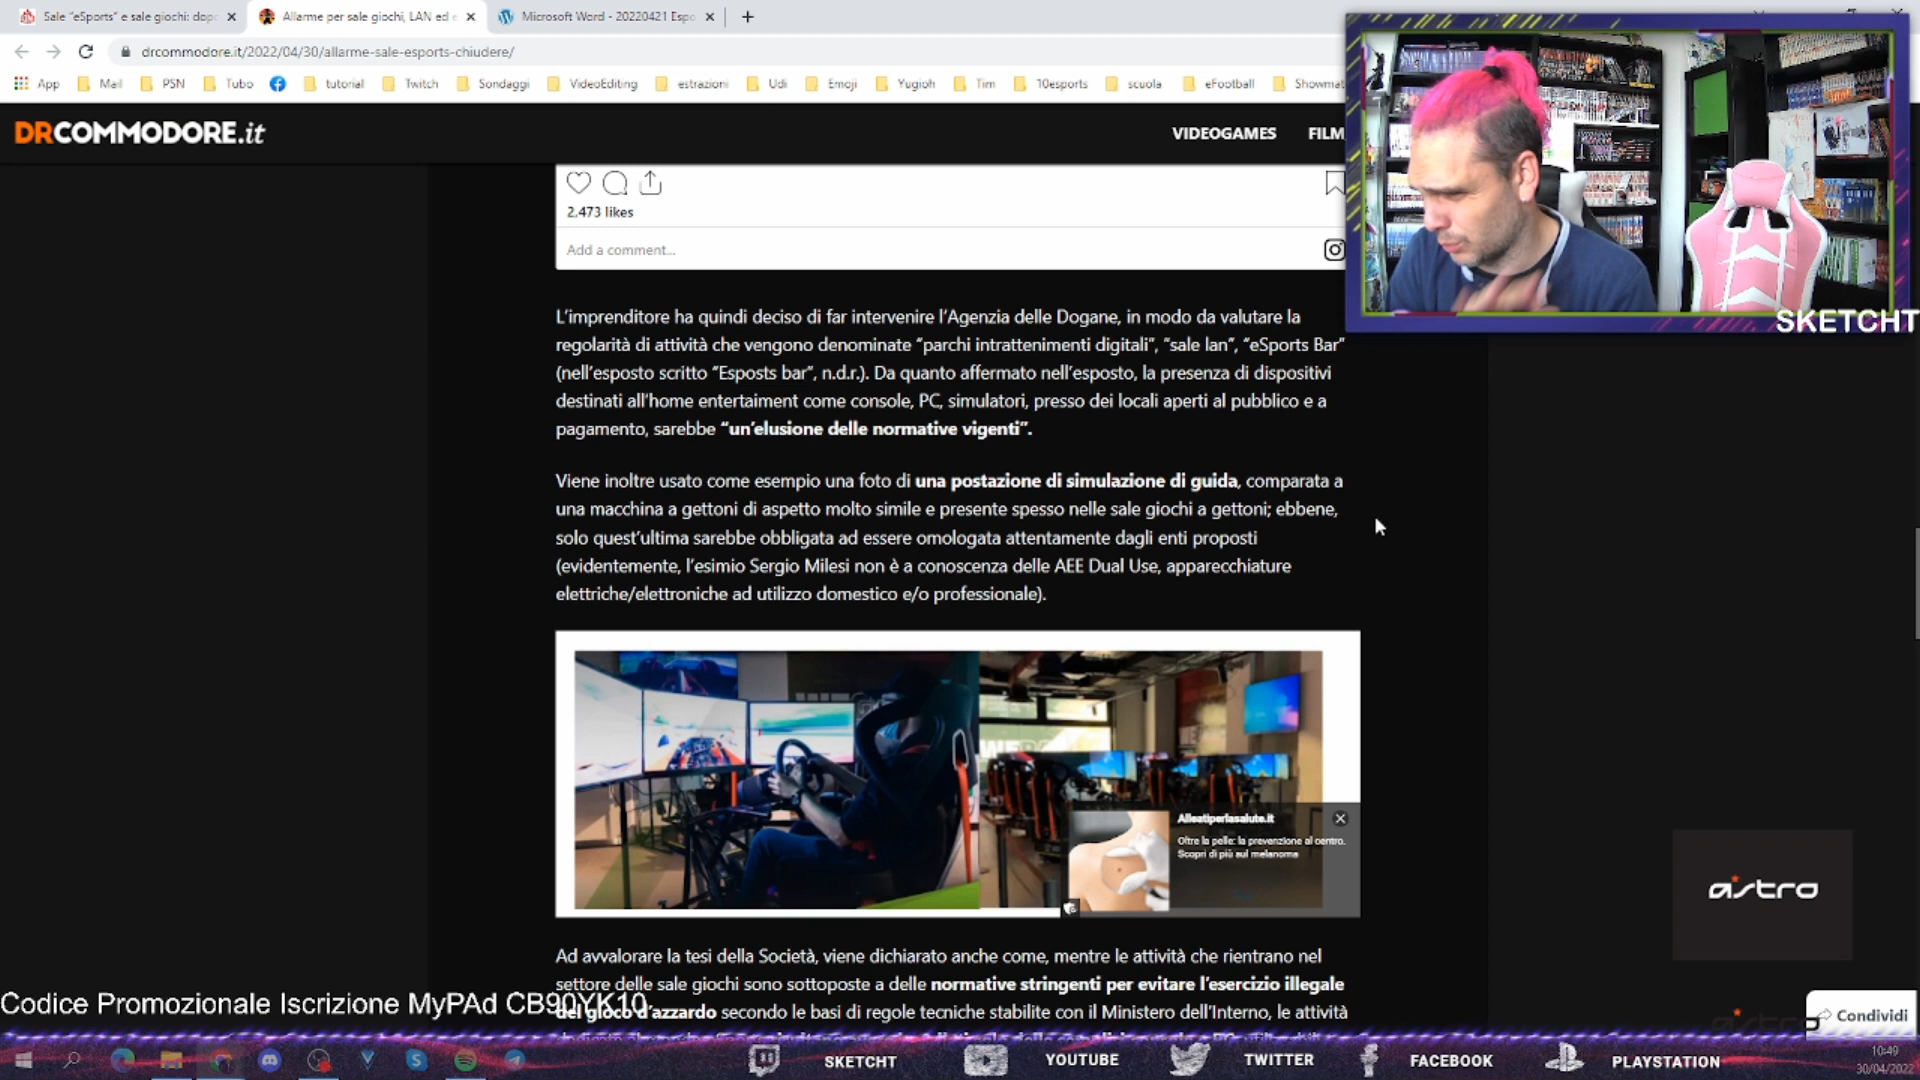 Sale "eSports" e sale giochi: dopo
Allarme per sale giochi, LAN ed e
Microsoft Word - 20220421 Espo
drcommodore.it/2022/04/30/allarme-sale-esports-chiudere/
App Mail PSN Tubo tutorial Twitch Sondaggi VideoEditing estrazioni Udi Emoji Yugioh Tim 10esports scuola eFootball Showmat
DRCOMMODORE.it
VIDEOGAMES FILM
2.473 likes
Add a comment...
SKETCHT
L'imprenditore ha quindi deciso di far intervenire l'Agenzia delle Dogane, in modo da valutare la
regolarità di attività che vengono denominate "parchi intrattenimenti digitali", "sale lan", "eSports Bar"
(nell'esposto scritto "Esposts bar", n.d.r.). Da quanto affermato nell'esposto, la presenza di dispositivi
destinati all'home entertaiment come console, PC, simulatori, presso dei locali aperti al pubblico e a
pagamento, sarebbe "un'elusione delle normative vigenti".
Viene inoltre usato come esempio una foto di una postazione di simulazione di guida, comparata a
una macchina a gettoni di aspetto molto simile e presente spesso nelle sale giochi a gettoni; ebbene,
solo quest'ultima sarebbe obbligata ad essere omologata attentamente dagli enti proposti
(evidentemente, l'esimio Sergio Milesi non è a conoscenza delle AEE Dual Use, apparecchiature
elettriche/elettroniche ad utilizzo domestico e/o professionale).
Alleatiperlasalute.it
Oltre la pelle: la prevenzione al centro.
Scopri di più sul melanoma
astro
Ad avvalorare la tesi della Società, viene dichiarato anche come, mentre le attività che rientrano nel
settore delle sale giochi sono sottoposte a delle normative stringenti per evitare l'esercizio illegale
del gioco d'azzardo secondo le basi di regole tecniche stabilite con il Ministero dell'Interno, le attività
Codice Promozionale Iscrizione MyPAd CB90YK10
Condividi
SKETCHT YOUTUBE TWITTER FACEBOOK PLAYSTATION
10:49
30/04/2022